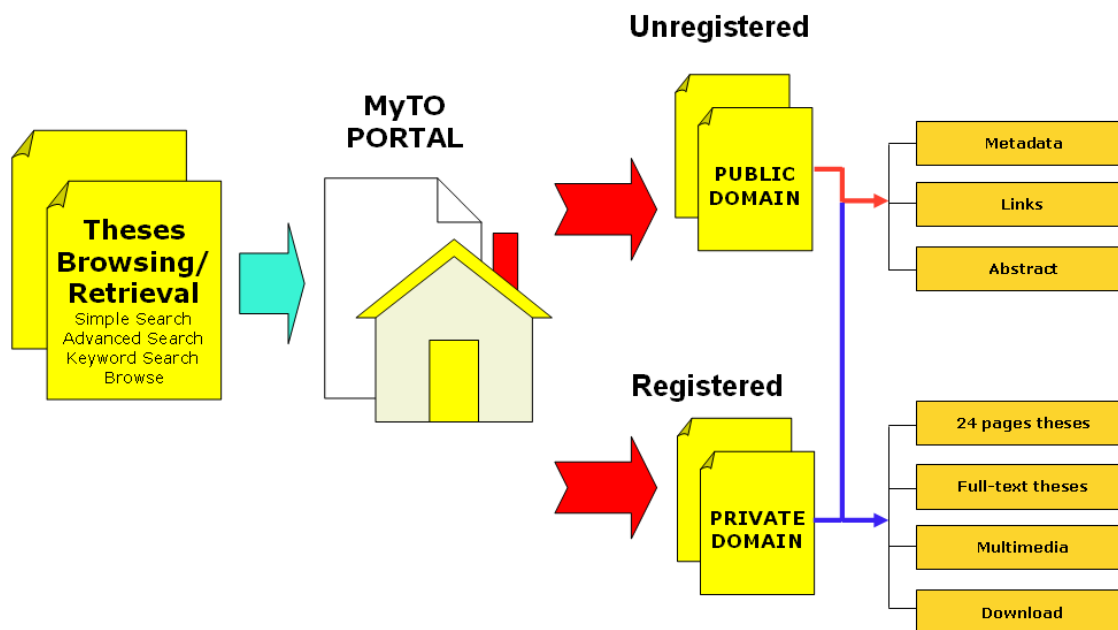 Unregistered
MyTO
PORTAL
Theses
Browsing/
Retrieval
Simple Search
Advanced Search
Keyword Search
Browse
PUBLIC
DOMAIN
Metadata
Links
Abstract
Registered
PRIVATE
DOMAIN
24 pages theses
Full-text theses
Multimedia
Download